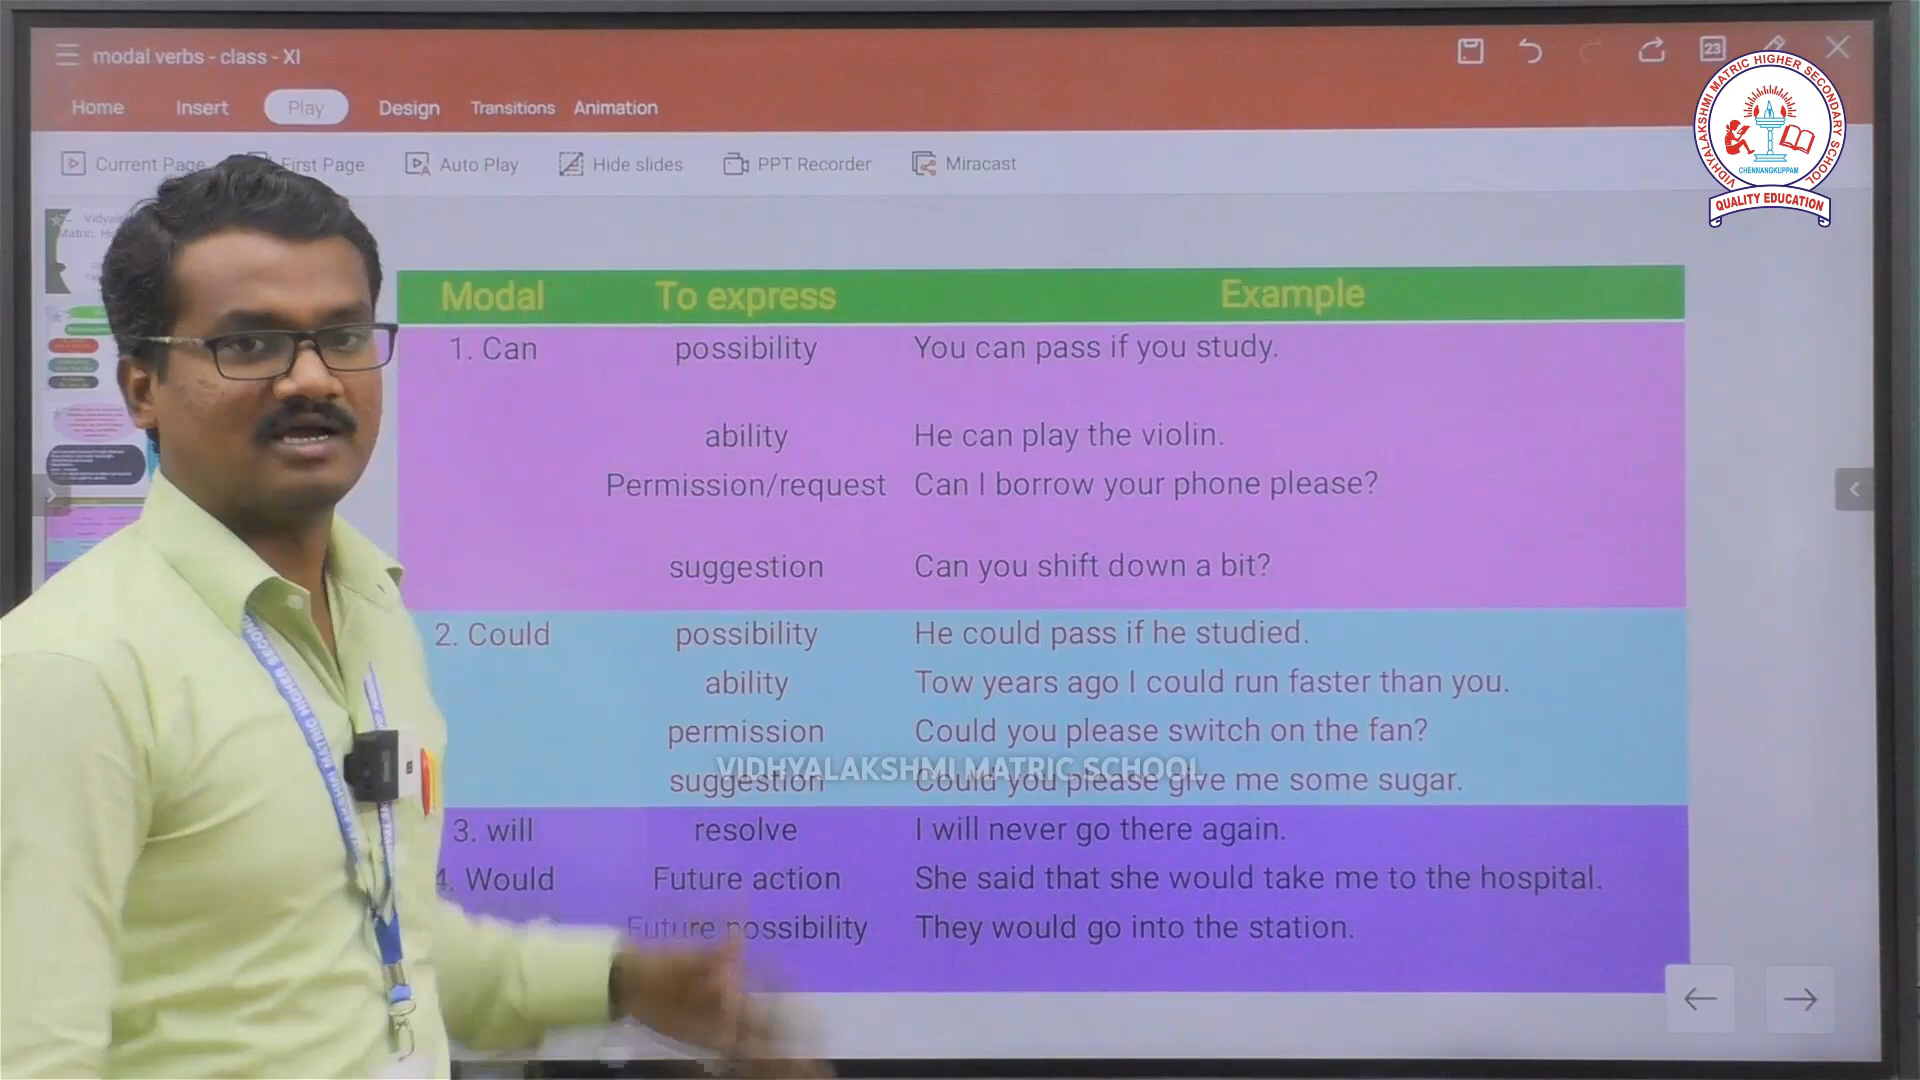 modal verbs - class - XI
23
Home Insert Play Design Transitions Animation
Current Page First Page Auto Play Hide slides PPT Recorder Miracast
VIDHYALAKSHMI MATRIC HIGHER SECONDARY SCHOOL
CHENNANGKUPPAM
QUALITY EDUCATION
Modal To express Example
1. Can possibility You can pass if you study.
ability He can play the violin.
Permission/request Can I borrow your phone please?
suggestion Can you shift down a bit?
2. Could possibility He could pass if he studied.
ability Tow years ago I could run faster than you.
permission Could you please switch on the fan?
VIDHYALAKSHMI MATRIC SCHOOL
suggestion Could you please give me some sugar.
3. will resolve I will never go there again.
4. Would Future action She said that she would take me to the hospital.
Future possibility They would go into the station.